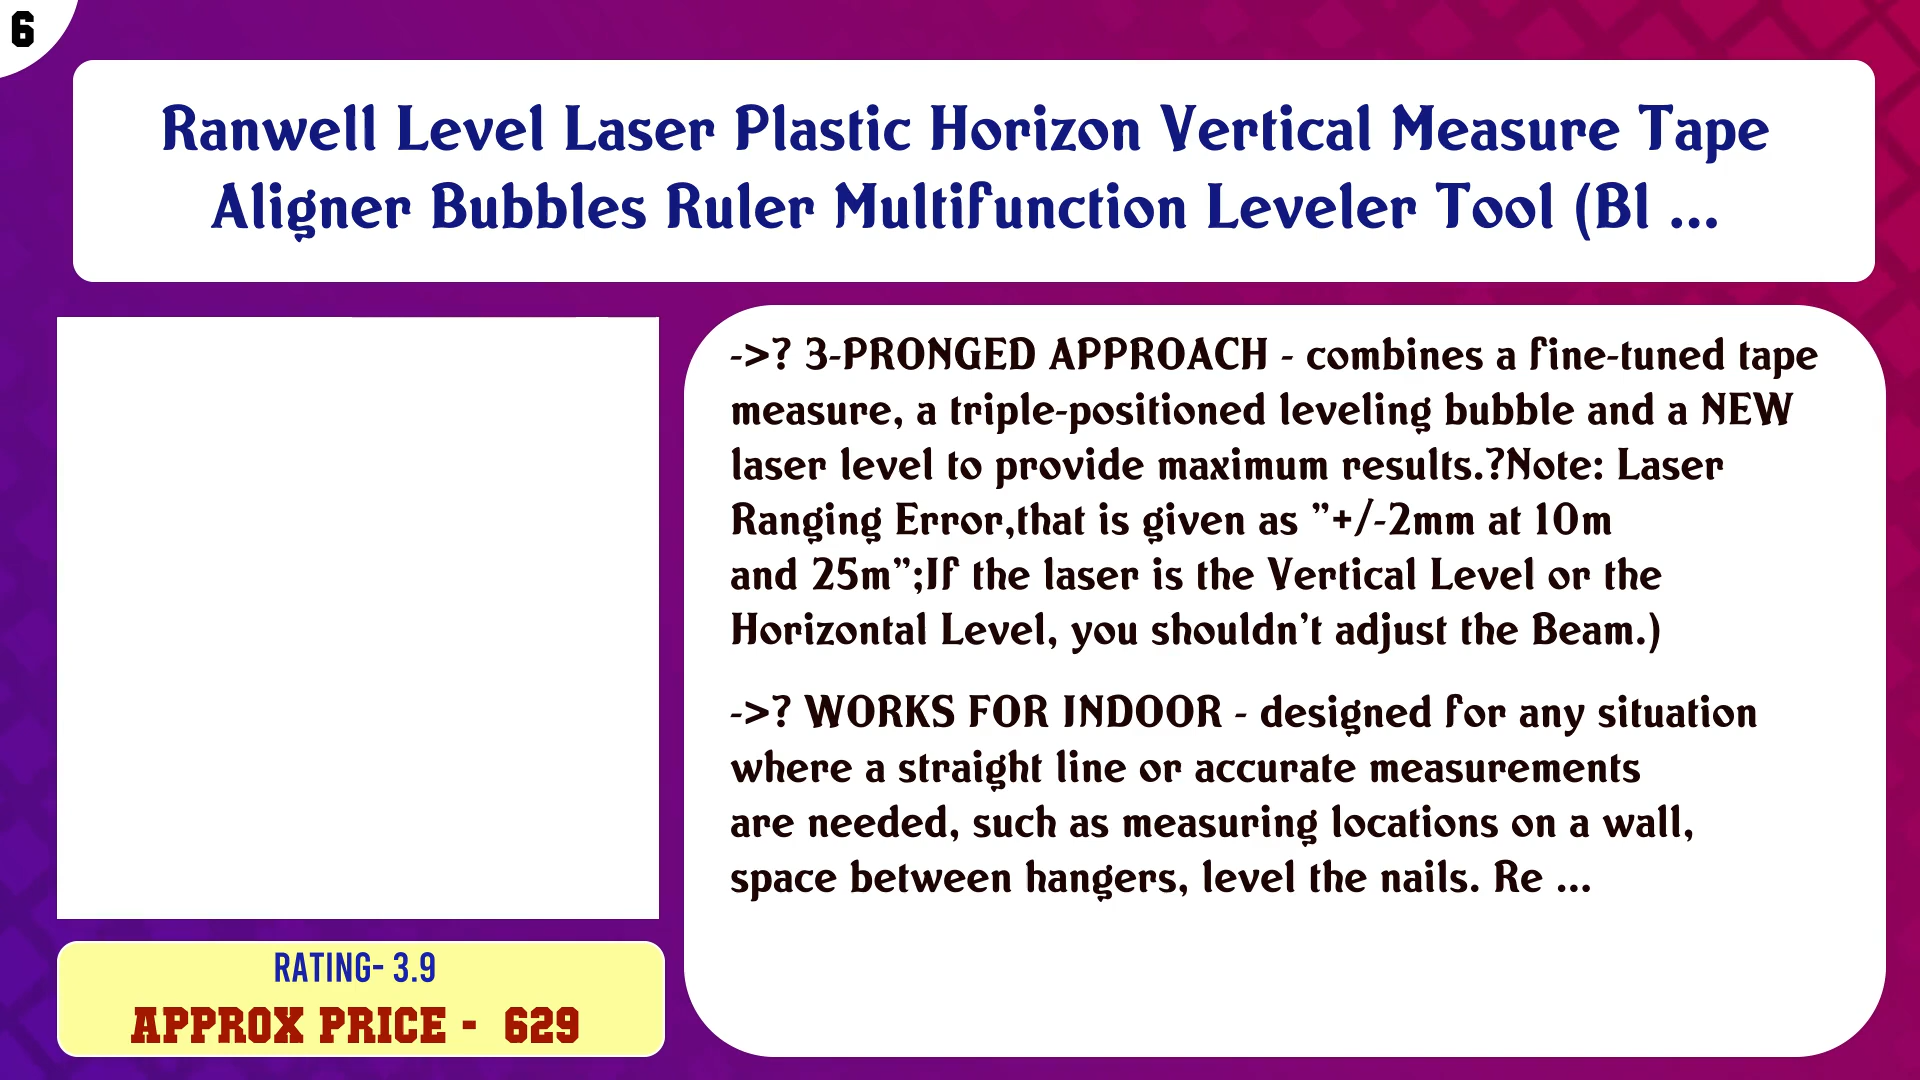 6
Ranwell Level Laser Plastic Horizon Vertical Measure Tape
Aligner Bubbles Ruler Multifunction Leveler Tool (Bl ...
->? 3-PRONGED APPROACH - combines a fine-tuned tape
measure, a triple-positioned leveling bubble and a NEW
laser level to provide maximum results.?Note: Laser
Ranging Error,that is given as "+/-2mm at 10m
and 25m";If the laser is the Vertical Level or the
Horizontal Level, you shouldn't adjust the Beam.)
->? WORKS FOR INDOOR - designed for any situation
where a straight line or accurate measurements
are needed, such as measuring locations on a wall,
space between hangers, level the nails. Re ...
RATING- 3.9
APPROX PRICE - 629